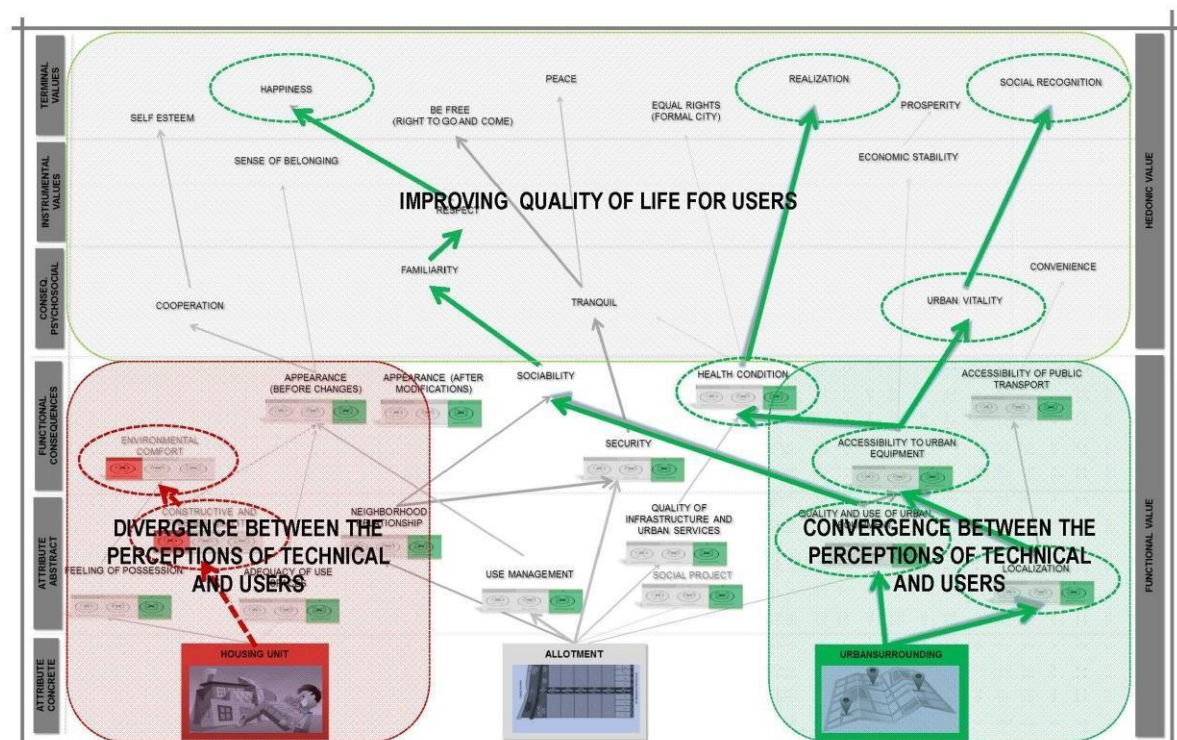 TERMINAL
VALUES
INSTRUMENTAL
VALUES
CONSEQ.
PSYCHOSOCIAL
FUNCTIONAL
CONSEQUENCES
ATTRIBUTE
ABSTRACT
ATTRIBUTE
CONCRETE
HEDONIC VALUE
FUNCTIONAL VALUE
HAPPINESS
PEACE
REALIZATION
SOCIAL RECOGNITION
SELF ESTEEM
BE FREE
(RIGHT TO GO AND COME)
EQUAL RIGHTS
(FORMAL CITY)
PROSPERITY
SENSE OF BELONGING
ECONOMIC STABILITY
IMPROVING QUALITY OF LIFE FOR USERS
RESPECT
FAMILIARITY
CONVENIENCE
COOPERATION
TRANQUIL
URBAN VITALITY
APPEARANCE
(BEFORE CHANGES)
APPEARANCE (AFTER
MODIFICATIONS)
SOCIABILITY
HEALTH CONDITION
ACCESSIBILITY OF PUBLIC
TRANSPORT
ENVIRONMENTAL
COMFORT
SECURITY
ACCESSIBILITY TO URBAN
EQUIPMENT
CONSTRUCTIVE AND
NEIGHBORHOOD
QUALITY OF
INFRASTRUCTURE AND
URBAN SERVICES
QUALITY AND USE OF URBAN
DIVERGENCE BETWEEN THE
PERCEPTIONS OF TECHNICAL
AND USERS
CONVERGENCE BETWEEN THE
PERCEPTIONS OF TECHNICAL
AND USERS
FEELING OF POSSESSION
ADEQUACY OF USE
USE MANAGEMENT
SOCIAL PROJECT
LOCALIZATION
HOUSING UNIT
ALLOTMENT
URBANSURROUNDING